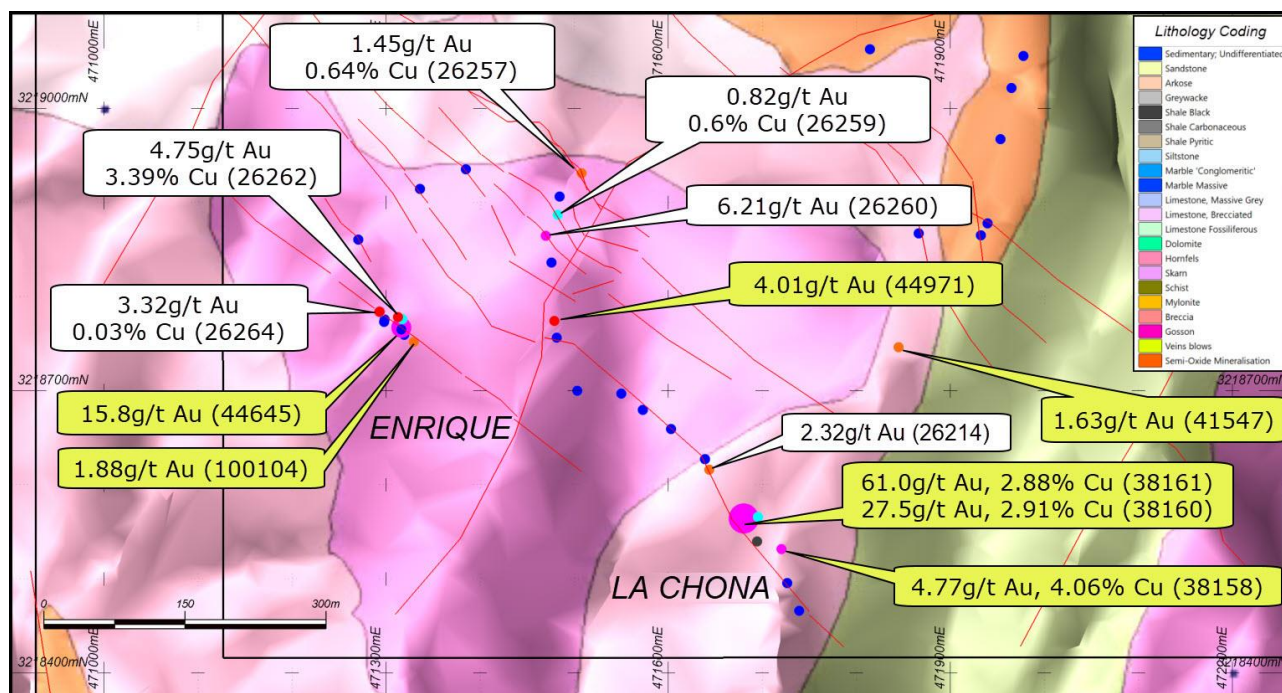 471000mE
471600mE
471900mE
3219000mN
1.45g/t Au
0.64% Cu (26257)
0.82g/t Au
0.6% Cu (26259)
4.75g/t Au
3.39% Cu (26262)
6.21g/t Au (26260)
4.01g/t Au (44971)
3.32g/t Au
0.03% Cu (26264)
3218700mN
3218700mN
15.8g/t Au (44645)
ENRIQUE
1.63g/t Au (41547)
1.88g/t Au (100104)
2.32g/t Au (26214)
61.0g/t Au, 2.88% Cu (38161)
27.5g/t Au, 2.91% Cu (38160)
LA CHONA
4.77g/t Au, 4.06% Cu (38158)
0 150 300m
3218400mN
3218400mN
471000mE
471300mE
471600mE
471900mE
Lithology Coding
Sedimentary; Undifferentiated
Sandstone
Arkose
Greywacke
Shale Black
Shale Carbonaceous
Shale Pyritic
Siltstone
Marble 'Conglomeritic'
Marble Massive
Limestone, Massive Grey
Limestone, Brecciated
Limestone Fossiliferous
Dolomite
Hornfels
Skarn
Schist
Mylonite
Breccia
Gosson
Veins blows
Semi-Oxide Mineralisation